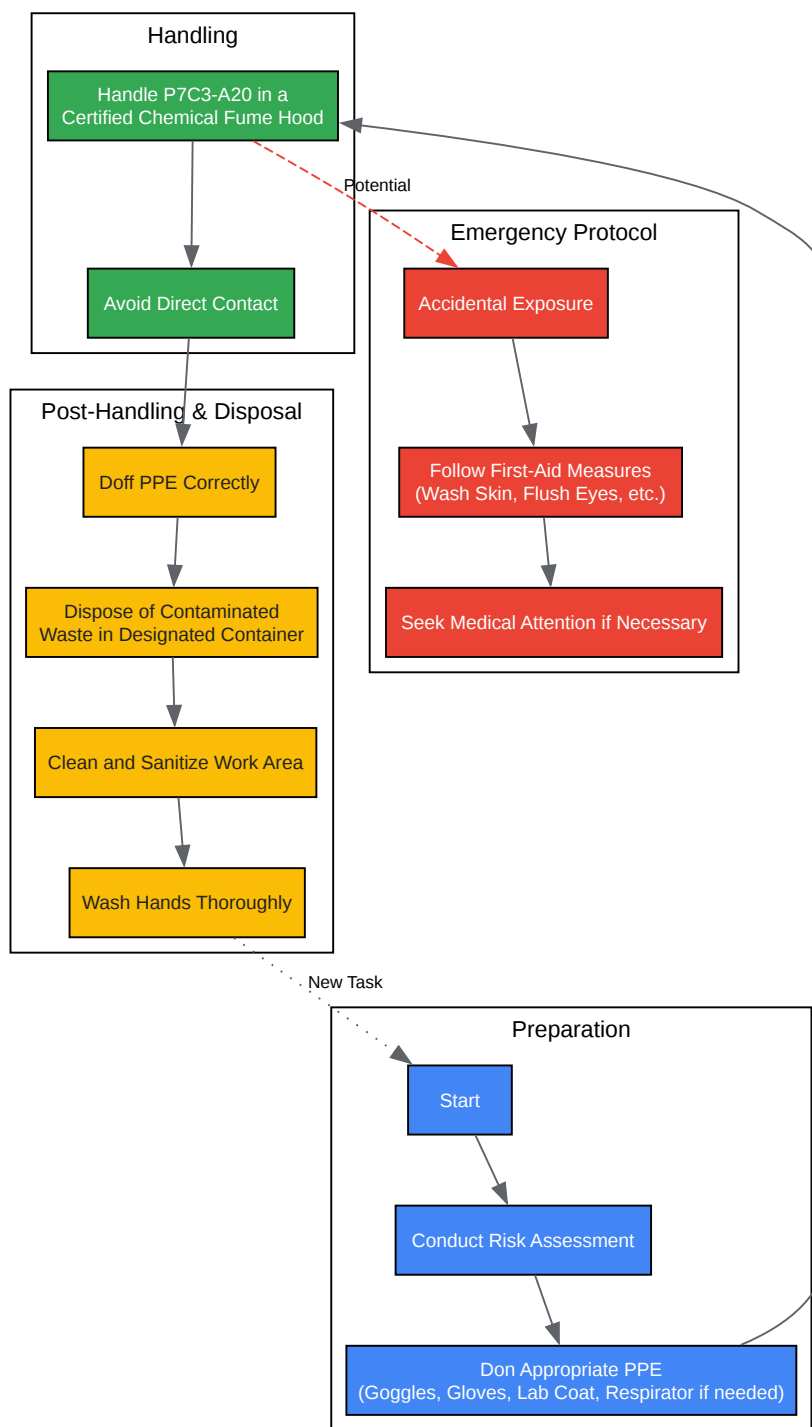 Handling
Handle P7C3-A20 in a
Certified Chemical Fume Hood
Potential
Avoid Direct Contact
Emergency Protocol
Accidental Exposure
Follow First-Aid Measures
(Wash Skin, Flush Eyes, etc.)
Seek Medical Attention if Necessary
Post-Handling & Disposal
Doff PPE Correctly
Dispose of Contaminated
Waste in Designated Container
Clean and Sanitize Work Area
Wash Hands Thoroughly
New Task
Preparation
Start
Conduct Risk Assessment
Don Appropriate PPE
(Goggles, Gloves, Lab Coat, Respirator if needed)